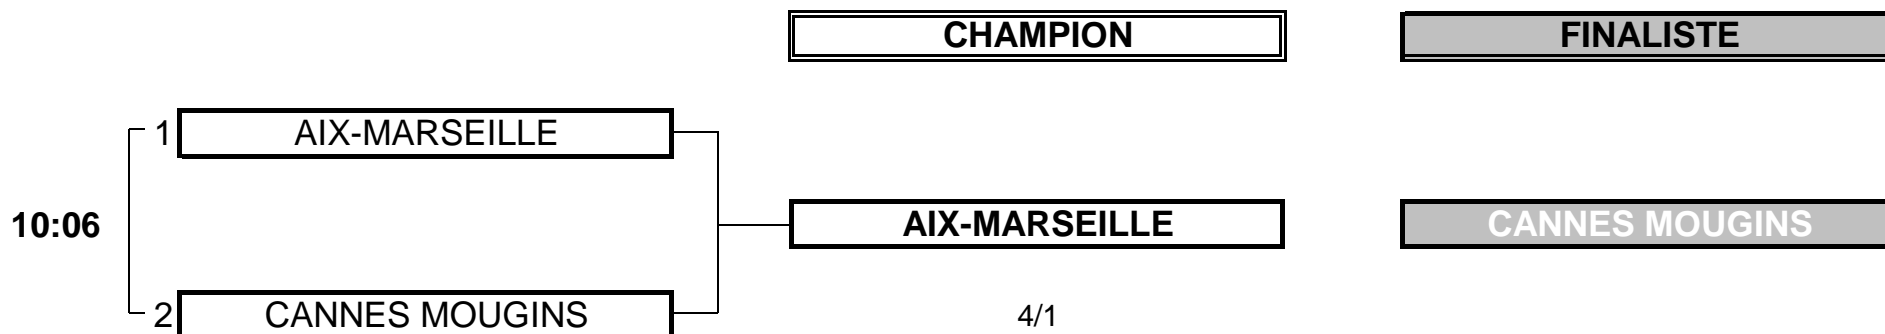 CHAMPION FINALISTE
1 AIX-MARSEILLE
10:06 AIX-MARSEILLE CANNES MOUGINS
2 CANNES MOUGINS 4/1